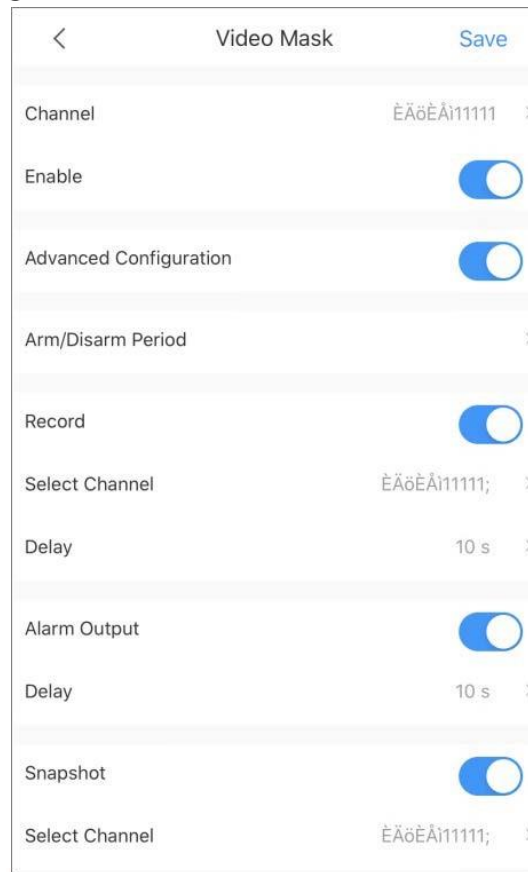 Video Mask Save
Channel ÈÄöÈÅì11111
Enable
Advanced Configuration
Arm/Disarm Period
Record
Select Channel ÈÄöÈÅì11111;
Delay 10 s
Alarm Output
Delay 10 s
Snapshot
Select Channel ÈÄöÈÅì11111;